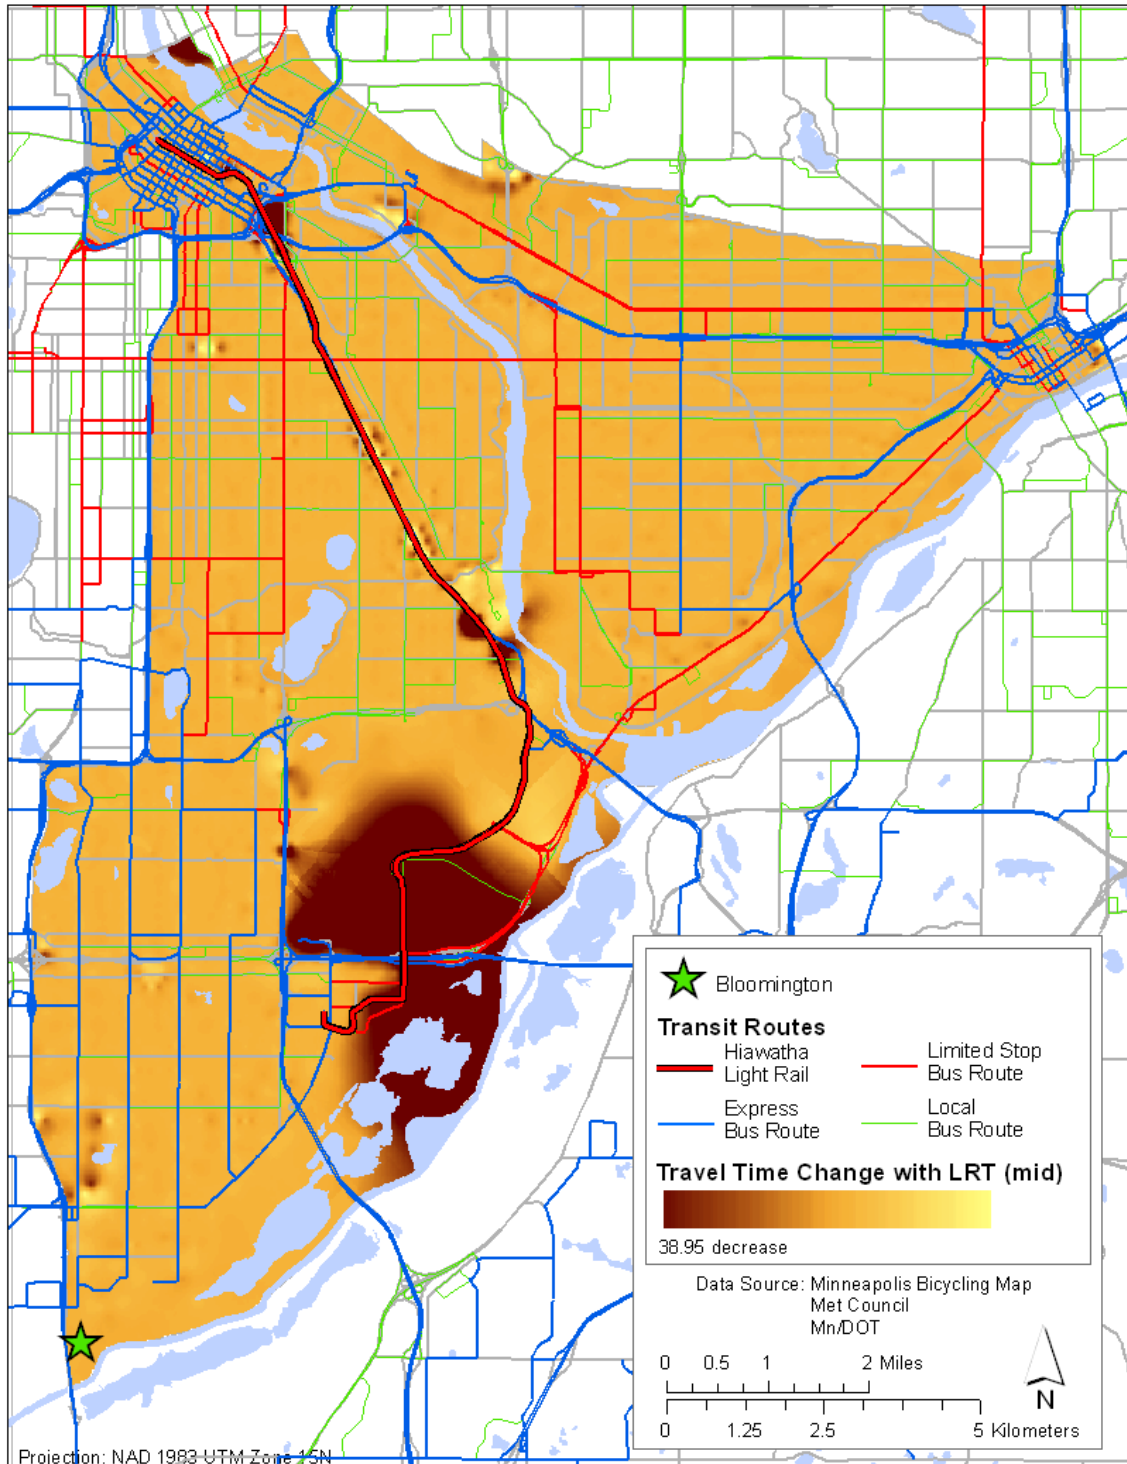 Bloomington
Transit Routes
Hiawatha
Light Rail
Limited Stop
Bus Route
Express
Bus Route
Local
Bus Route
Travel Time Change with LRT (mid)
38.95 decrease
Data Source: Minneapolis Bicycling Map
Met Council
Mn/DOT
0 0.5 1 2 Miles
0 1.25 2.5 5 Kilometers
N
Projection: NAD 1983 UTM Zone 15N